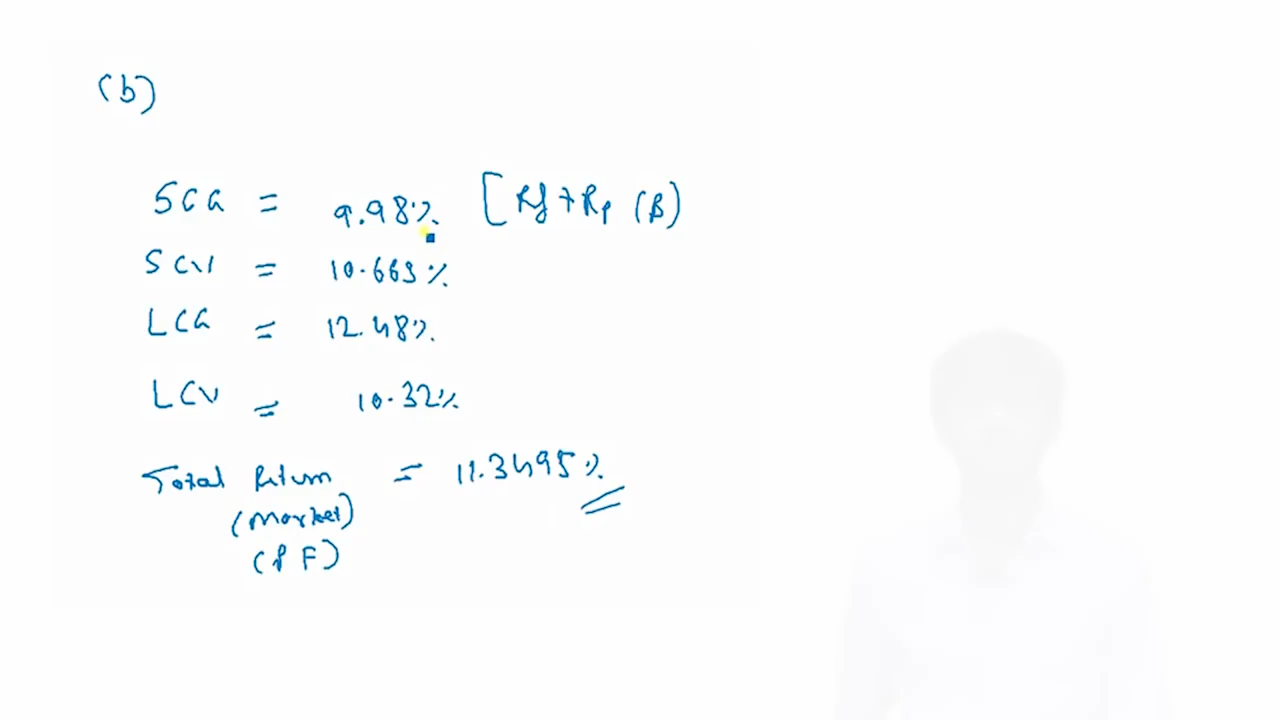 (b)
SCG = 9.98% [Rf + Rp (β)
SCV = 10.663%
LCG = 12.48%
LCV = 10.32%
Total Return = 11.3495%
(Market)
(PF)